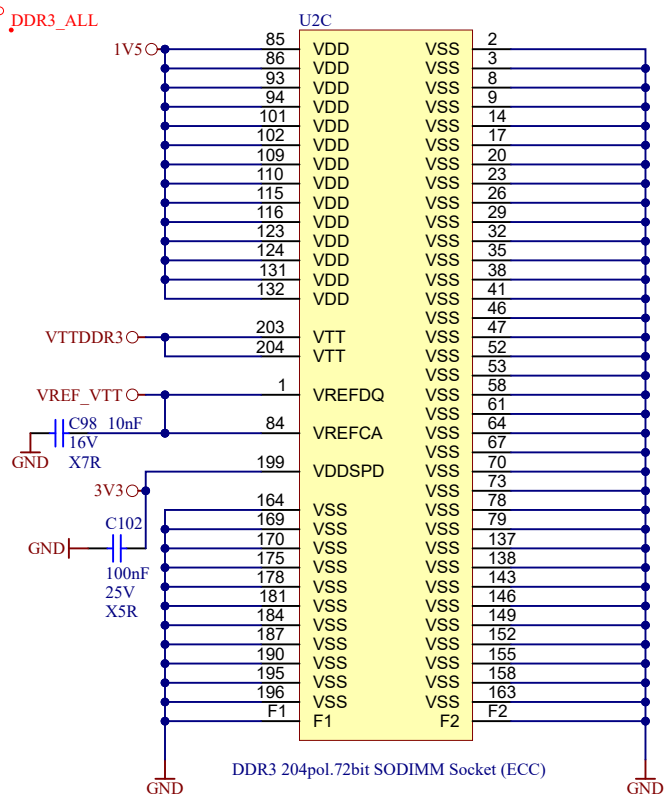 DDR3_ALL
U2C
1V5 85 VDD VSS 2
86 VDD VSS 3
93 VDD VSS 8
94 VDD VSS 9
101 VDD VSS 14
102 VDD VSS 17
109 VDD VSS 20
110 VDD VSS 23
115 VDD VSS 26
116 VDD VSS 29
123 VDD VSS 32
124 VDD VSS 35
131 VDD VSS 38
132 VDD VSS 41
VSS 46
VTTDDR3 203 VTT VSS 47
204 VTT VSS 52
VSS 53
VREF_VTT 1 VREFDQ VSS 58
VSS 61
C98 10nF 84 VREFCA VSS 64
16V
GND X7R VSS 67
199 VDDSPD VSS 70
3V3 VSS 73
164 VSS VSS 78
C102 169 VSS VSS 79
GND 170 VSS VSS 137
100nF 175 VSS VSS 138
25V 178 VSS VSS 143
X5R 181 VSS VSS 146
184 VSS VSS 149
187 VSS VSS 152
190 VSS VSS 155
195 VSS VSS 158
196 VSS VSS 163
F1 F1 F2 F2
DDR3 204pol.72bit SODIMM Socket (ECC)
GND GND